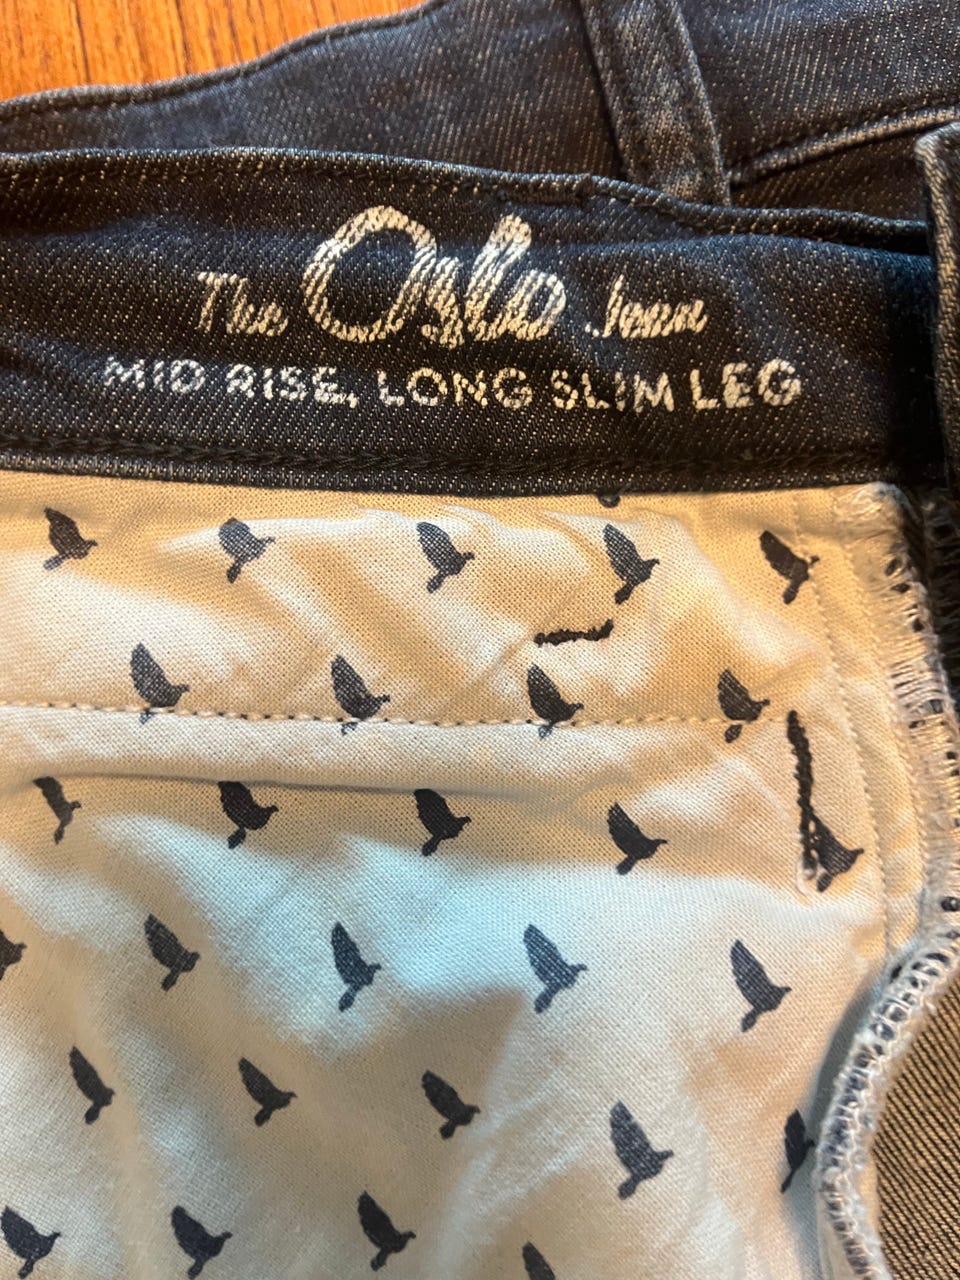 The Oslo Jean
MID RISE, LONG SLIM LEG